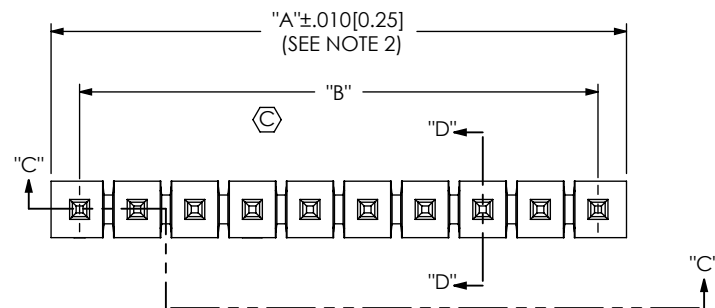 "A"±.010[0.25]
(SEE NOTE 2)
"B"
C
"D"
"C"
"D"
"C"